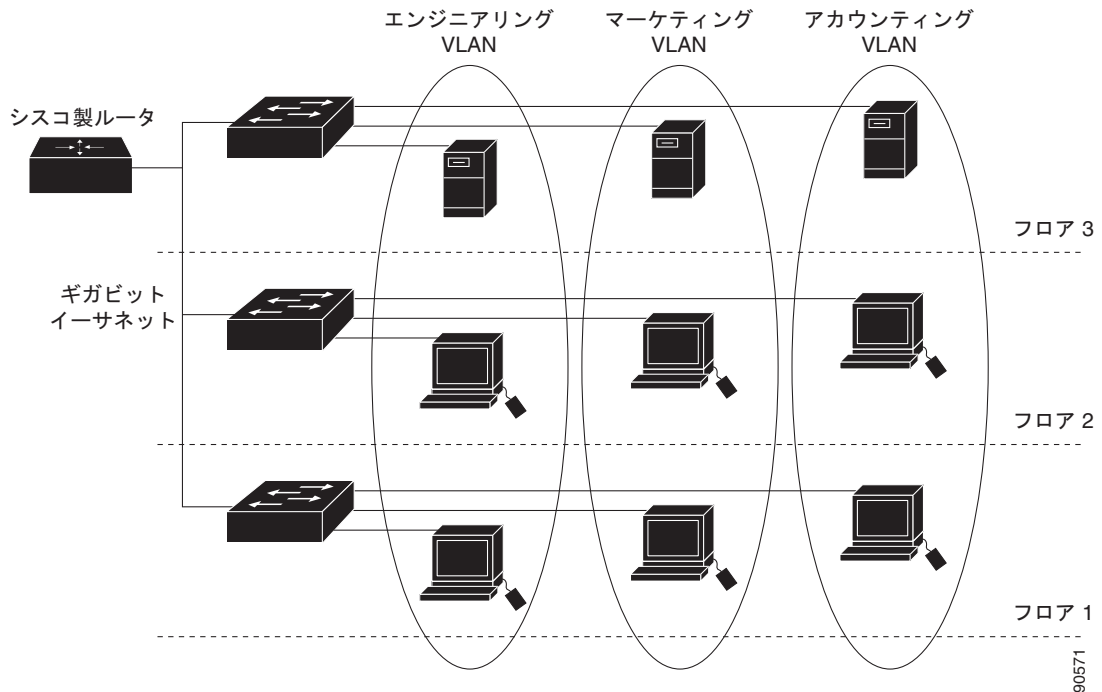 エンジニアリング
VLAN
マーケティング
VLAN
アカウンティング
VLAN
シスコ製ルータ
フロア 3
ギガビット
イーサネット
フロア 2
フロア 1
90571